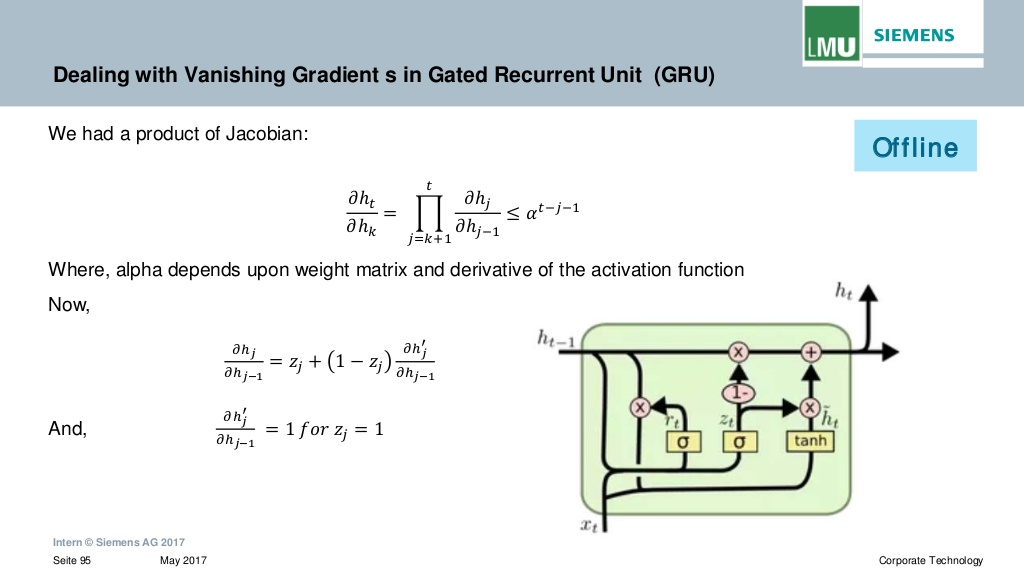 LMU
SIEMENS
Dealing with Vanishing Gradient s in Gated Recurrent Unit (GRU)
We had a product of Jacobian:
Offline
∂h_t/∂h_k = ∏_{j=k+1}^{t} ∂h_j/∂h_{j−1} ≤ α^{t−j−1}
Where, alpha depends upon weight matrix and derivative of the activation function
Now,
∂h_j/∂h_{j−1} = z_j + (1 − z_j) ∂h′_j/∂h_{j−1}
And, ∂h′_j/∂h_{j−1} = 1 for z_j = 1
h_t
h_{t−1}
x +
1-
x x
r_t z_t h̃_t
σ σ tanh
x_t
Intern © Siemens AG 2017
Seite 95 May 2017 Corporate Technology